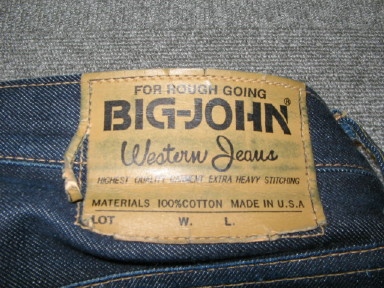 FOR ROUGH GOING
BIG-JOHN®
Western Jeans
HIGHEST QUALITY GARMENT EXTRA HEAVY STITCHING
MATERIALS 100%COTTON MADE IN U.S.A
LOT W. L.